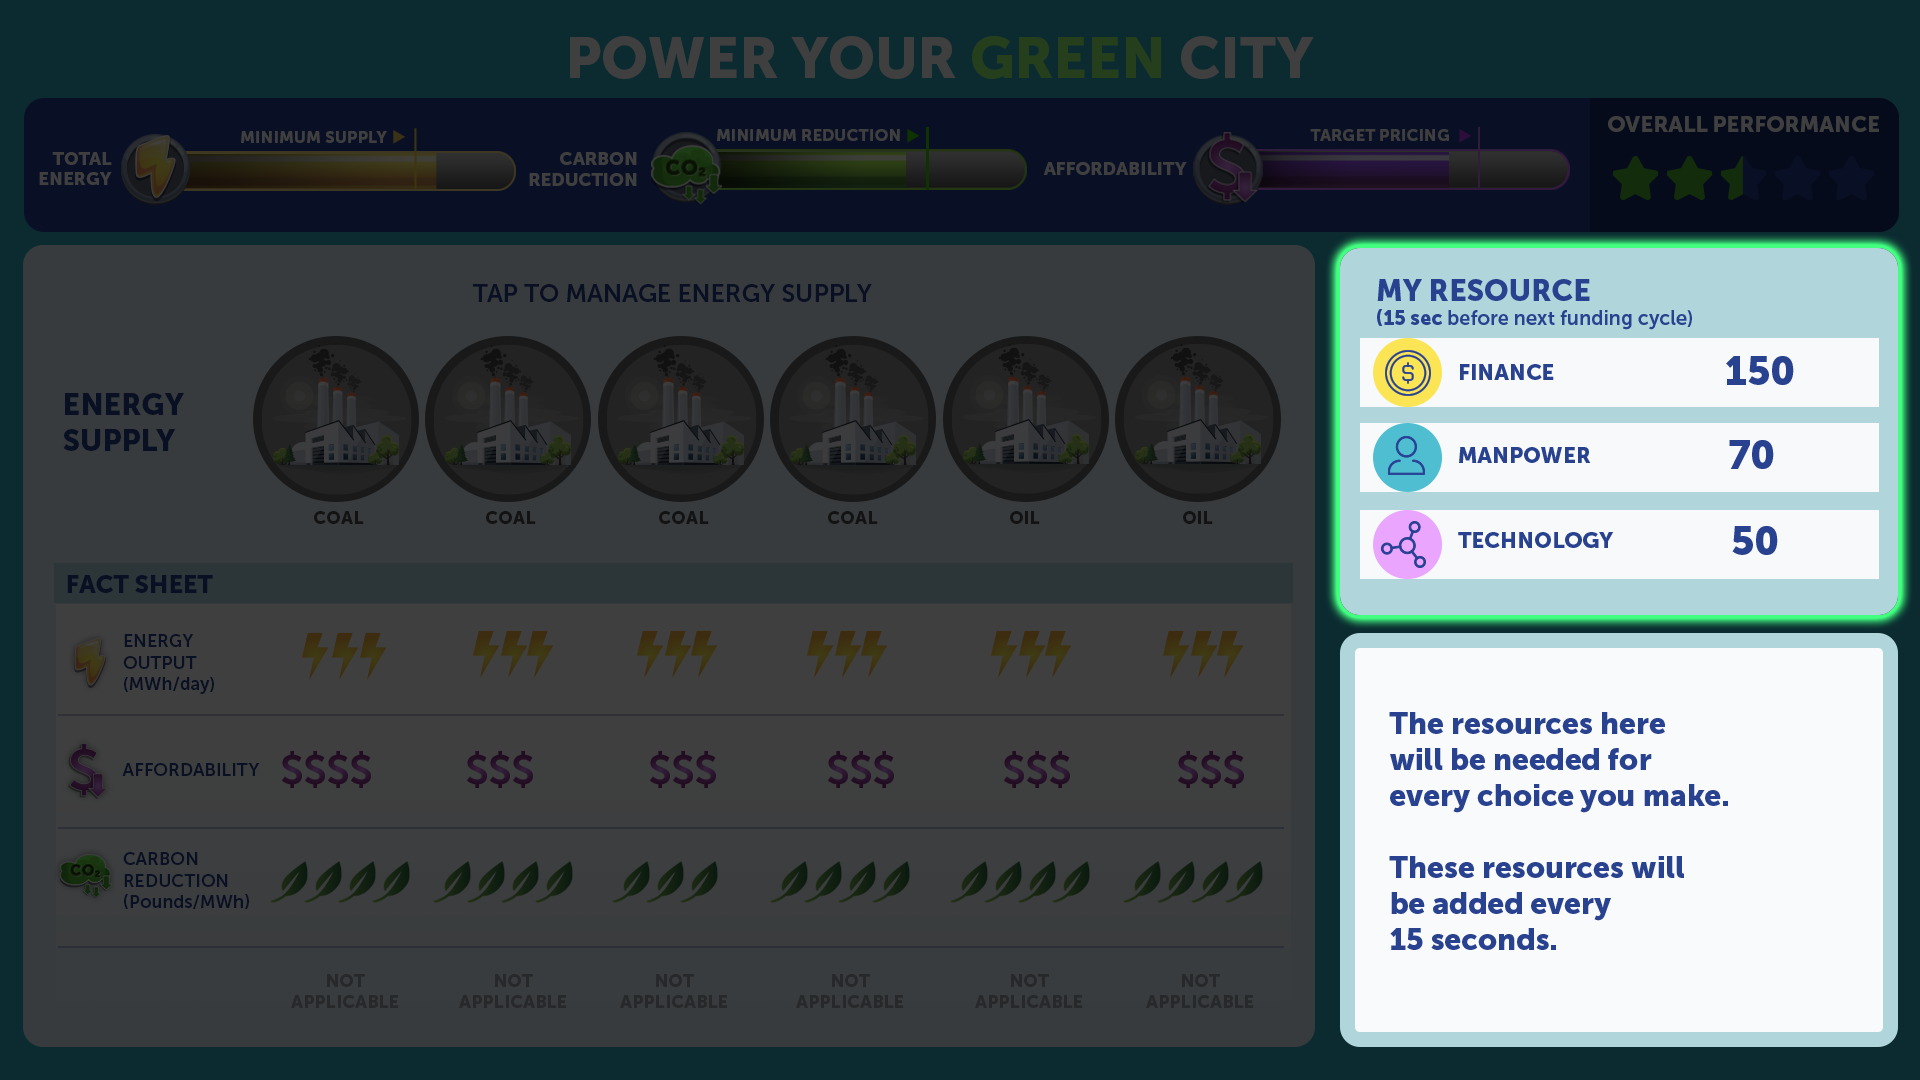 POWER YOUR GREEN CITY
TOTAL
ENERGY
MINIMUM SUPPLY
CARBON
REDUCTION
CO₂
MINIMUM REDUCTION
AFFORDABILITY
$
TARGET PRICING
OVERALL PERFORMANCE
TAP TO MANAGE ENERGY SUPPLY
ENERGY
SUPPLY
COAL
COAL
COAL
COAL
OIL
OIL
FACT SHEET
ENERGY
OUTPUT
(MWh/day)
$
AFFORDABILITY
$$$$
$$$
$$$
$$$
$$$
$$$
CO₂
CARBON
REDUCTION
(Pounds/MWh)
NOT
APPLICABLE
NOT
APPLICABLE
NOT
APPLICABLE
NOT
APPLICABLE
NOT
APPLICABLE
NOT
APPLICABLE
MY RESOURCE
(15 sec before next funding cycle)
$
FINANCE 150
MANPOWER 70
TECHNOLOGY 50
The resources here
will be needed for
every choice you make.
These resources will
be added every
15 seconds.